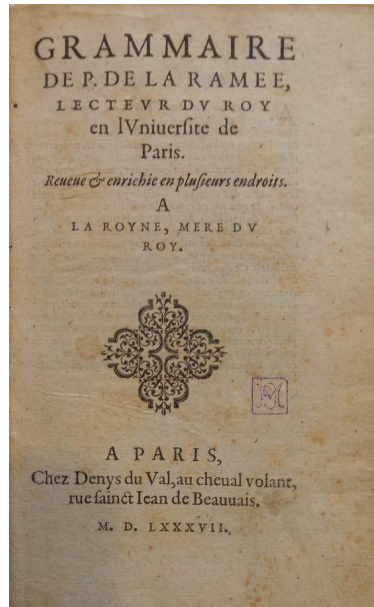 GRAMMAIRE
DE P. DE LA RAMEE,
LECTEVR DV ROY
en lVniuerſite de
Paris.
Reueue & enrichie en pluſieurs endroits.
A
LA ROYNE, MERE DV
ROY.
A PARIS,
Chez Denys du Val, au cheual volant,
rue ſainct Iean de Beauuais.
M. D. LXXXVII.